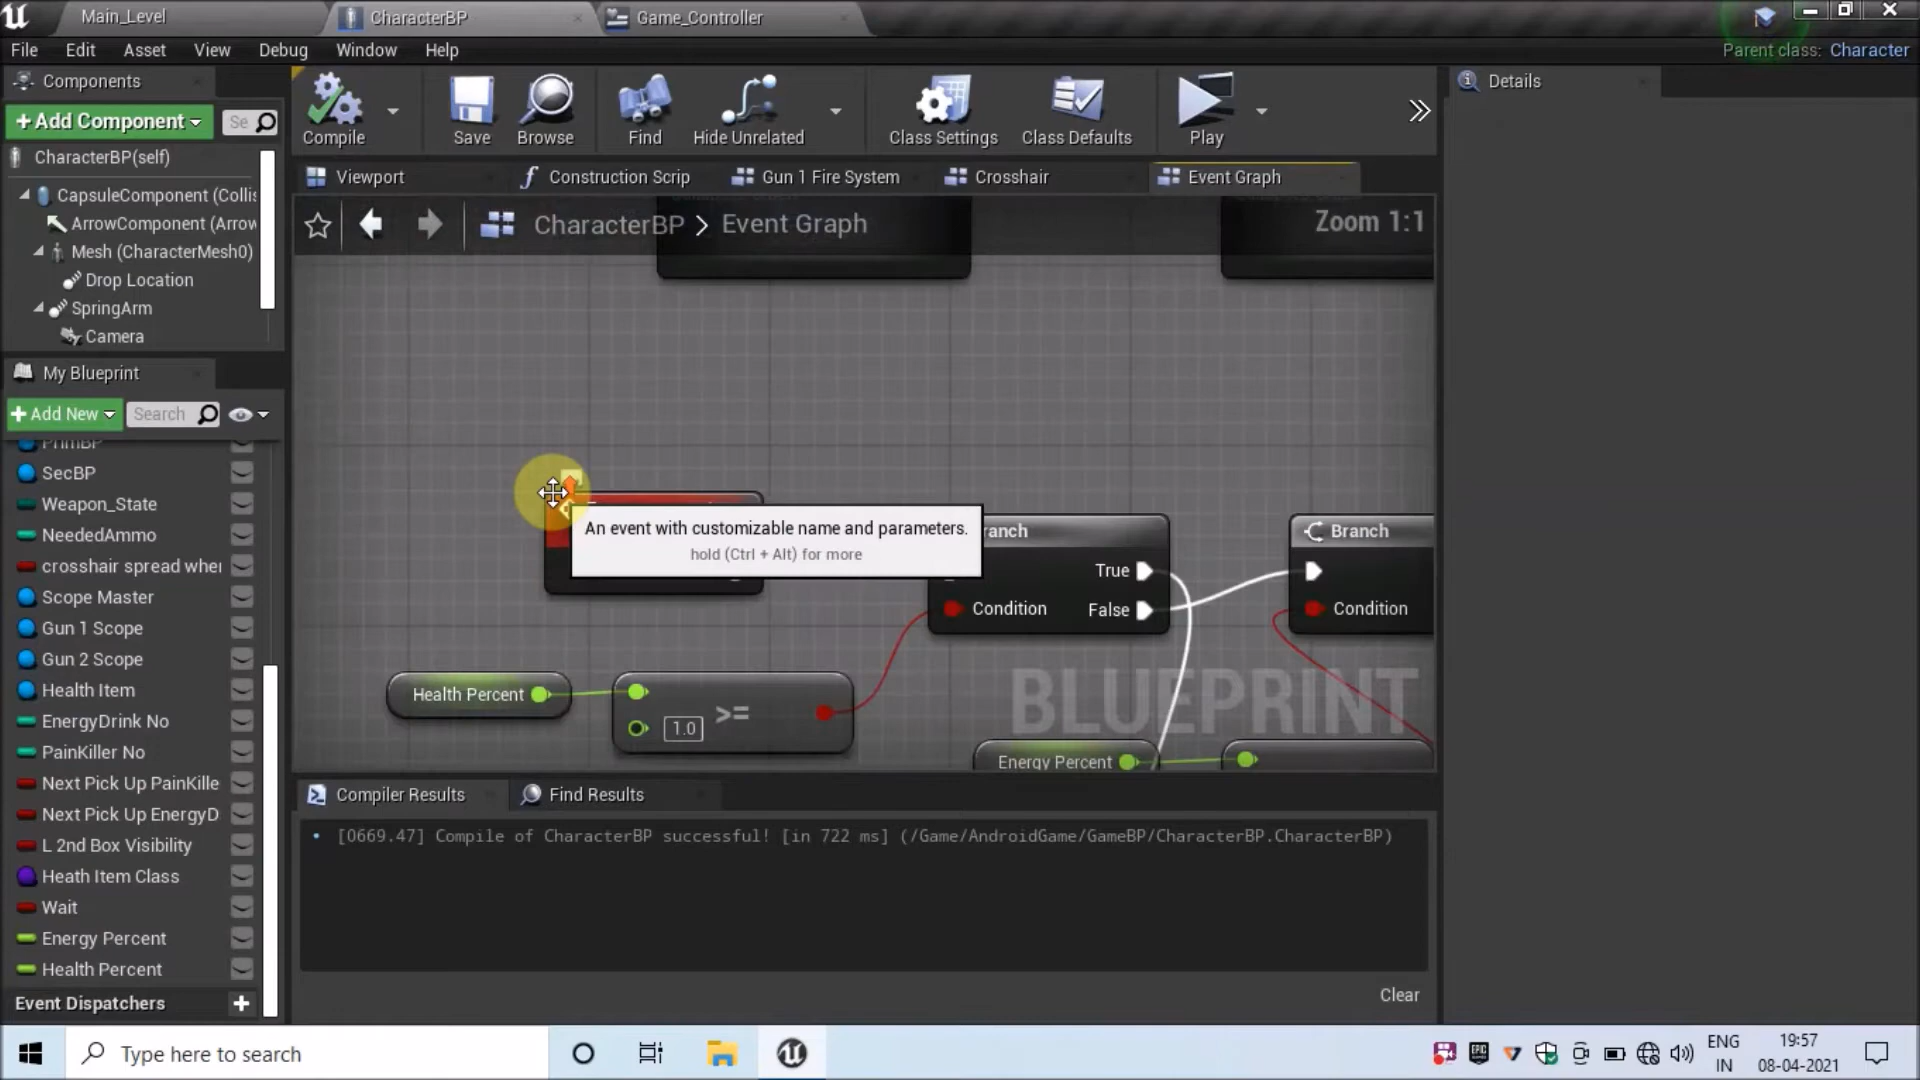 Main_Level
CharacterBP
Game_Controller
File Edit Asset View Debug Window Help
Parent class: Character
Components
Add Component
Se
CharacterBP(self)
CapsuleComponent (Collis
ArrowComponent (Arrow
Mesh (CharacterMesh0)
Drop Location
SpringArm
Camera
My Blueprint
Add New
Search
PrimBP
SecBP
Weapon_State
NeededAmmo
crosshair spread when
Scope Master
Gun 1 Scope
Gun 2 Scope
Health Item
EnergyDrink No
PainKiller No
Next Pick Up PainKille
Next Pick Up EnergyD
L 2nd Box Visibility
Heath Item Class
Wait
Energy Percent
Health Percent
Event Dispatchers
Compile Save Browse Find Hide Unrelated Class Settings Class Defaults Play
Viewport Construction Scrip Gun 1 Fire System Crosshair Event Graph
CharacterBP > Event Graph
Zoom 1:1
An event with customizable name and parameters.
hold (Ctrl + Alt) for more
ranch
True
Condition False
Branch
Condition
Health Percent
1.0 >=
BLUEPRINT
Energy Percent
Compiler Results
Find Results
[0669.47] Compile of CharacterBP successful! [in 722 ms] (/Game/AndroidGame/GameBP/CharacterBP.CharacterBP)
Clear
Details
Type here to search
ENG
IN
19:57
08-04-2021